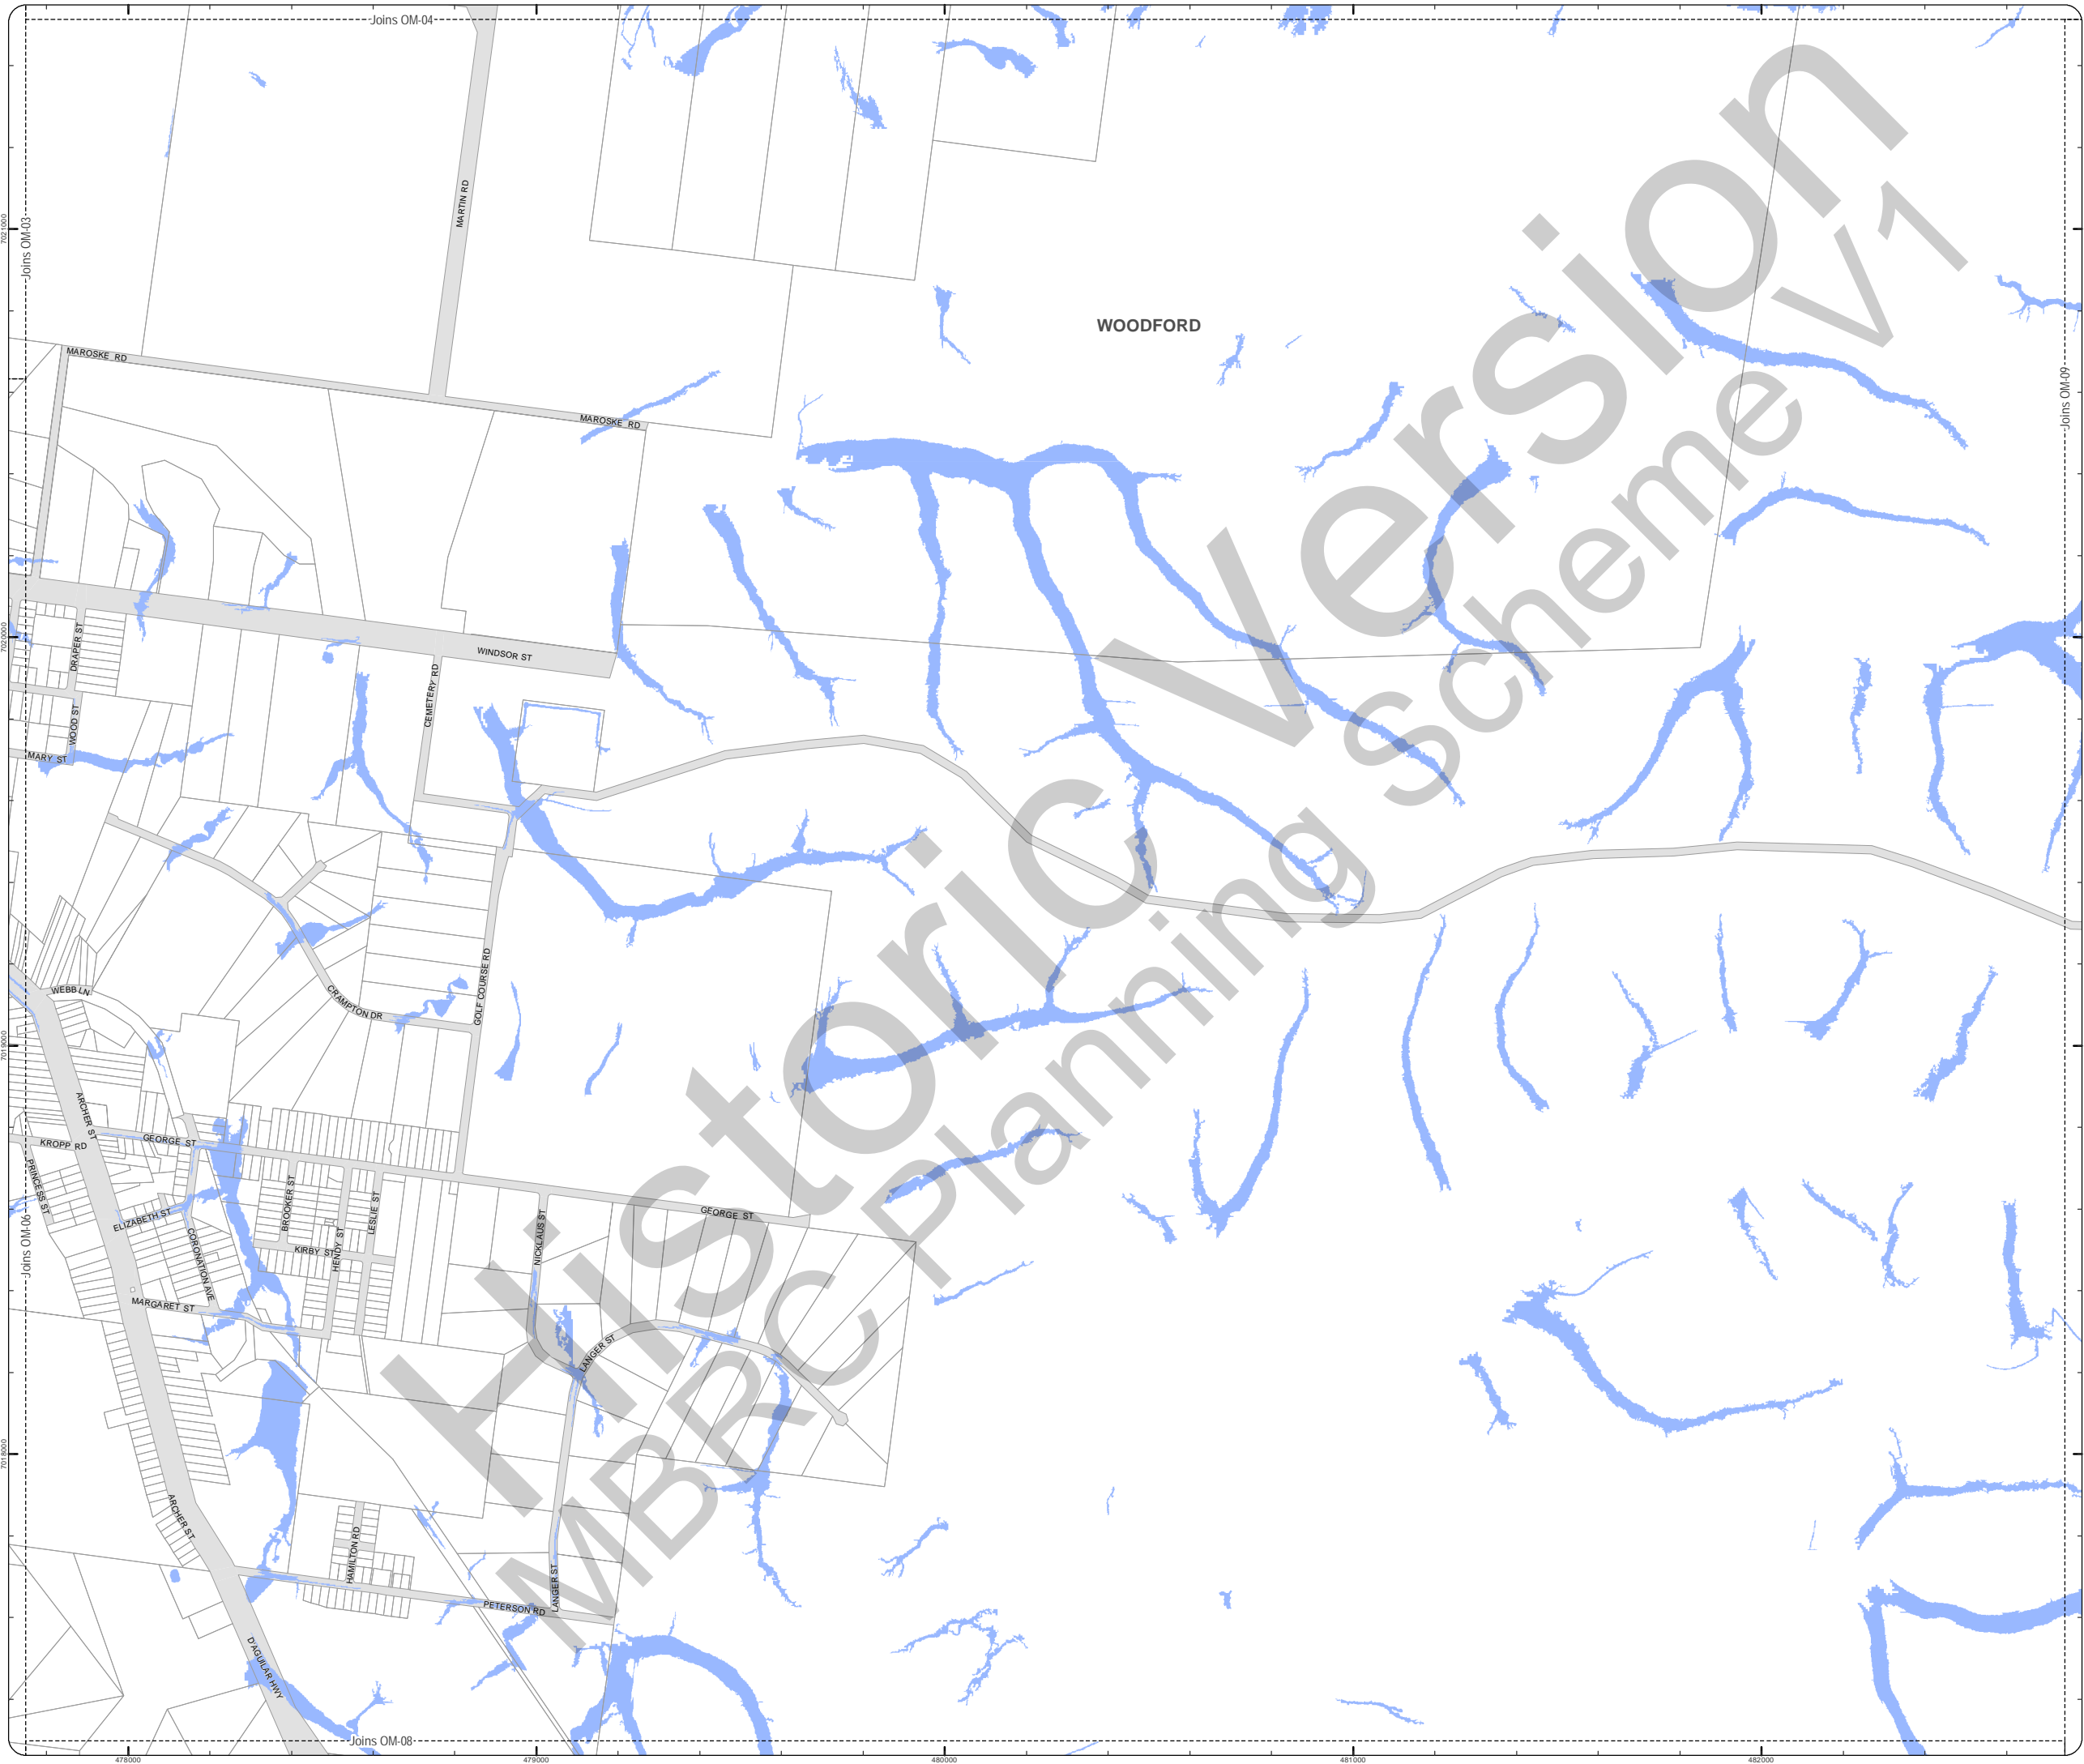 Joins OM-04
Joins OM-03
7021000
MARTIN RD
WOODFORD
MAROSKE RD
MAROSKE RD
Joins OM-09
7020000
DRAPER ST
WINDSOR ST
CEMETERY RD
WOOD ST
MARY ST
Historic Version
MBRC Planning Scheme V1
WEBB LN
CRAMPTON DR
GOLF COURSE RD
7019000
ARCHER ST
KROPP RD
GEORGE ST
PRINCESS ST
ELIZABETH ST
CORONATION AVE
BROOKER ST
LESLIE ST
KIRBY ST
HENDY ST
NICKLAUS ST
GEORGE ST
Joins OM-06
MARGARET ST
LANGER ST
7018000
ARCHER ST
HAMILTON RD
LANGER ST
PETERSON RD
D'AGUILAR HWY
Joins OM-08
478000
479000
480000
481000
482000